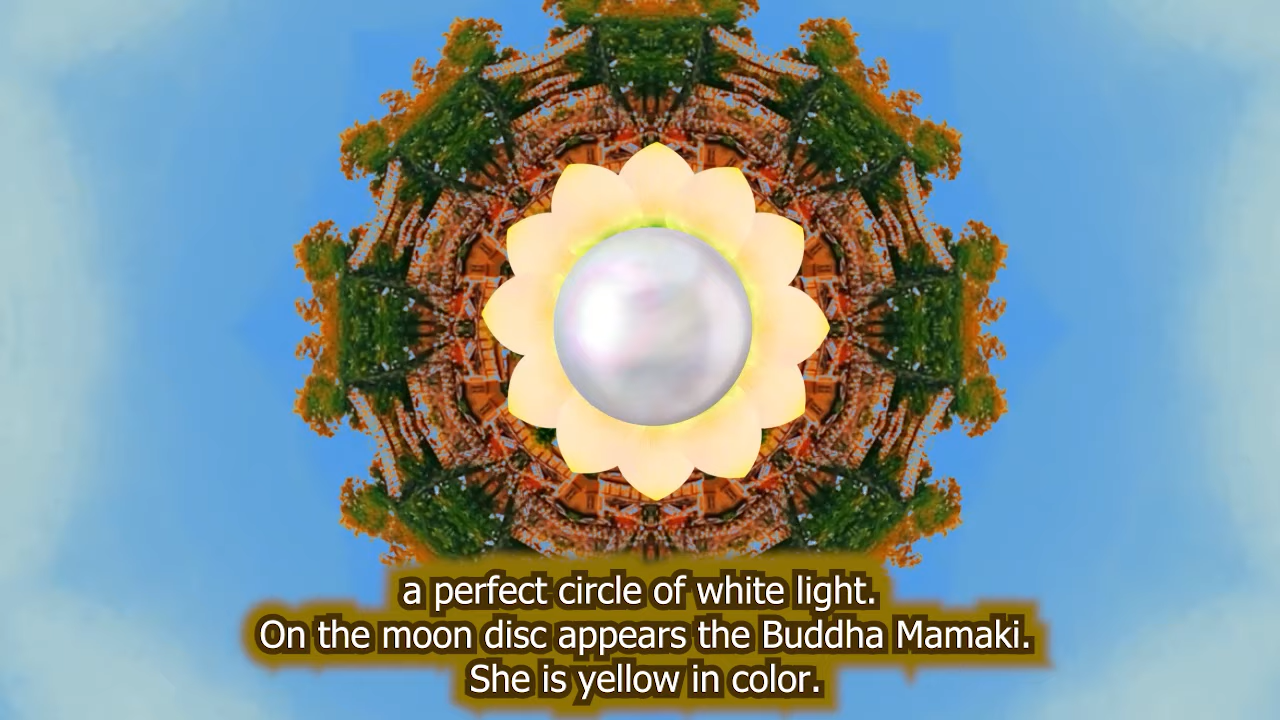 a perfect circle of white light.
On the moon disc appears the Buddha Mamaki.
She is yellow in color.